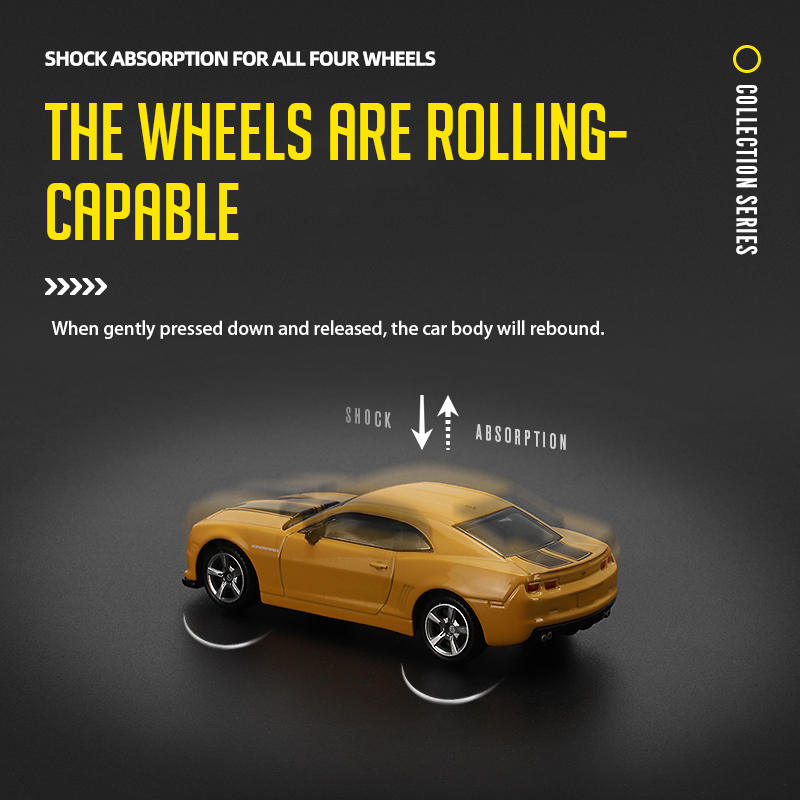 SHOCK ABSORPTION FOR ALL FOUR WHEELS
THE WHEELS ARE ROLLING-
CAPABLE
When gently pressed down and released, the car body will rebound.
COLLECTION SERIES
SHOCK
ABSORPTION